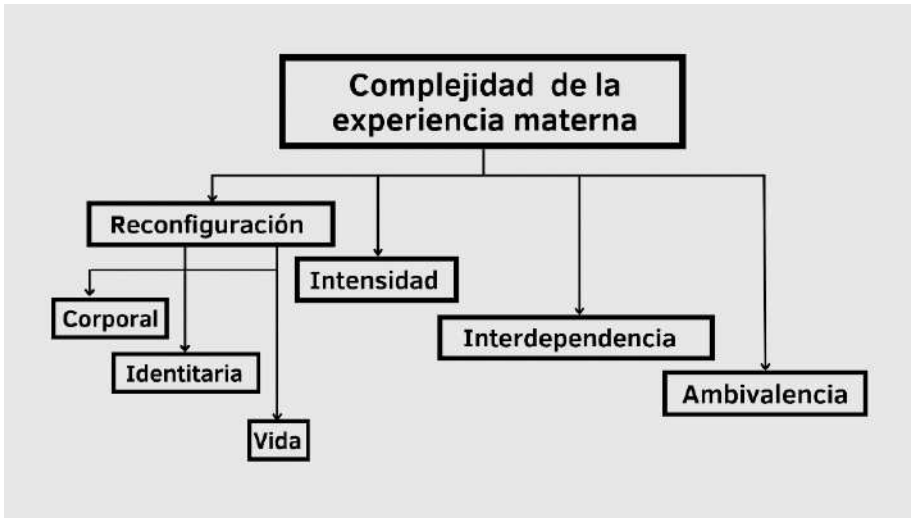 Complejidad de la
experiencia materna
Reconfiguración
Intensidad
Corporal
Interdependencia
Identitaria
Ambivalencia
Vida